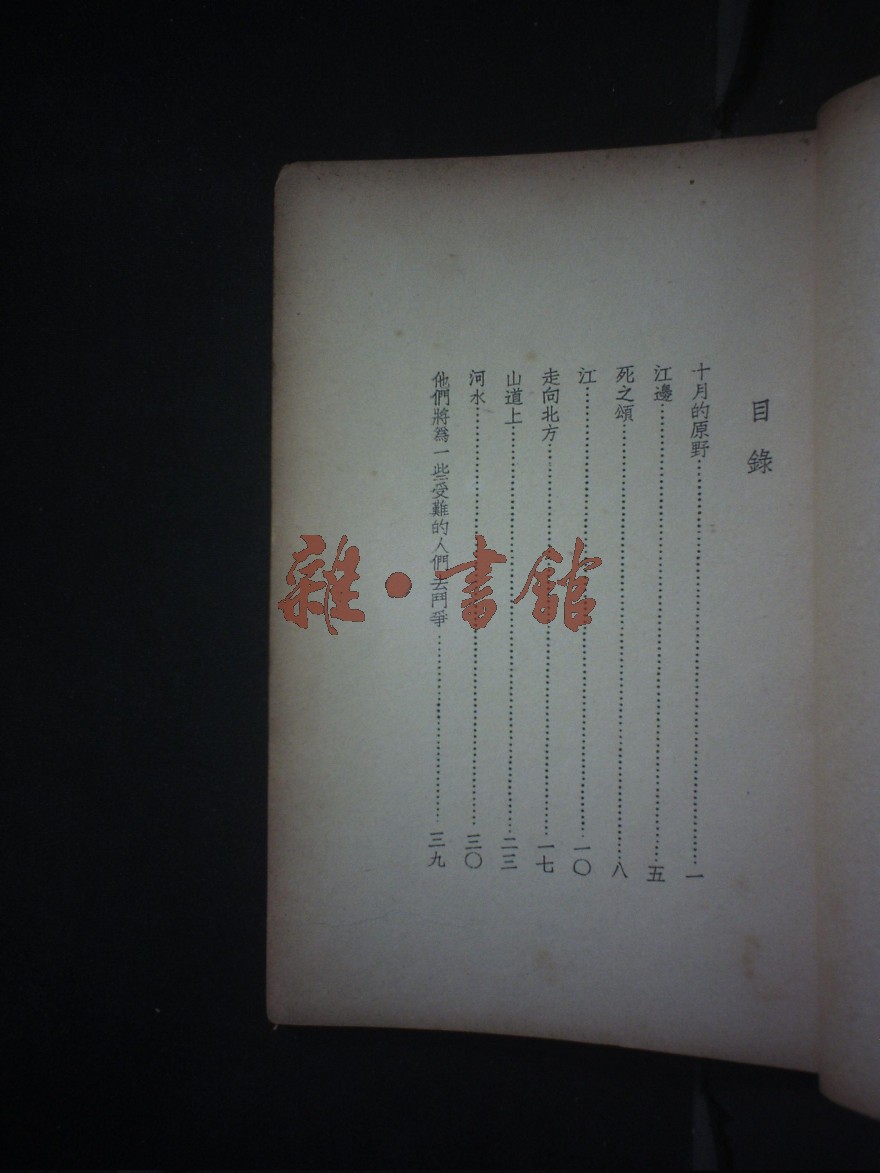 目錄
十月的原野……一
江邊……五
死之頌……八
江……一〇
走向北方……一七
山道上……二三
河水……三〇
他們將為一些受難的人們去鬥爭……三九
雜·書館